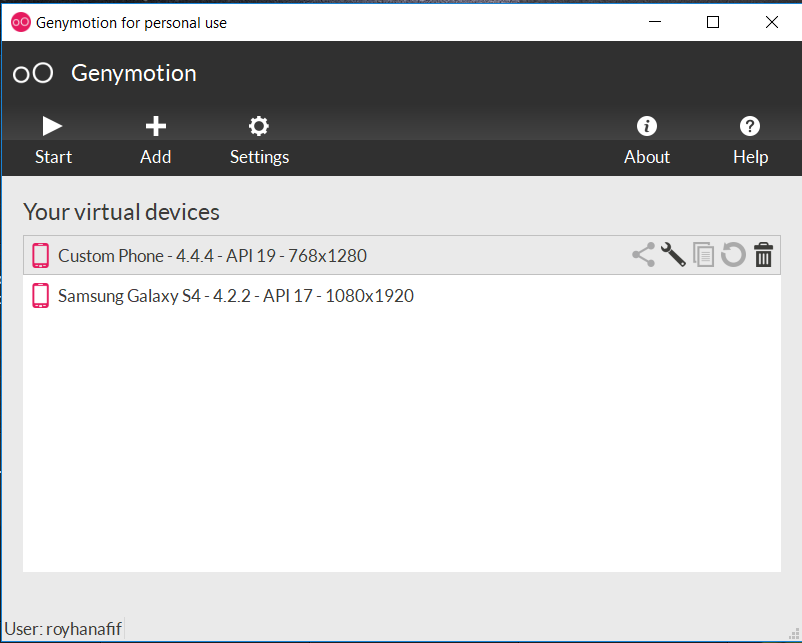 Genymotion for personal use
Genymotion
Start Add Settings About Help
Your virtual devices
Custom Phone - 4.4.4 - API 19 - 768x1280
Samsung Galaxy S4 - 4.2.2 - API 17 - 1080x1920
User: royhanafif